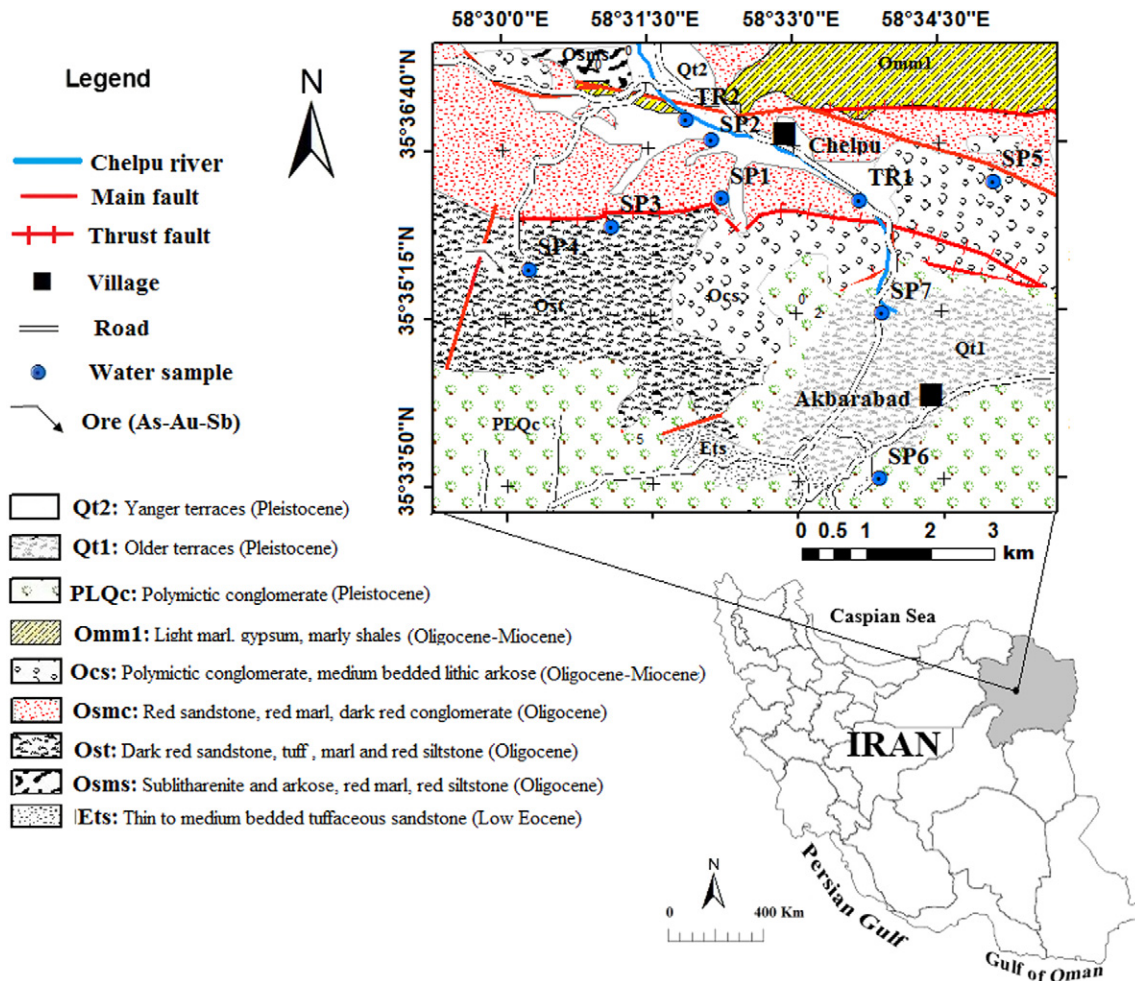 58°30'0"E 58°31'30"E 58°33'0"E 58°34'30"E
Legend
N
Chelpu river
Main fault
Thrust fault
Village
Road
Water sample
Ore (As-Au-Sb)
35°36'40"N
35°35'15"N
35°33'50"N
Osms
0
0
Qt2
Omm1
TR2
SP2
Chelpu
SP5
SP1
TR1
SP3
SP4
Ost
Ocs
0
2
SP7
Qt1
Akbarabad
PLQc
5
Ets
SP6
0 0.5 1 2 3
km
Qt2: Yanger terraces (Pleistocene)
Qt1: Older terraces (Pleistocene)
PLQc: Polymictic conglomerate (Pleistocene)
Omm1: Light marl. gypsum, marly shales (Oligocene-Miocene)
Ocs: Polymictic conglomerate, medium bedded lithic arkose (Oligocene-Miocene)
Osmc: Red sandstone, red marl, dark red conglomerate (Oligocene)
Ost: Dark red sandstone, tuff , marl and red siltstone (Oligocene)
Osms: Sublitharenite and arkose, red marl, red siltstone (Oligocene)
Ets: Thin to medium bedded tuffaceous sandstone (Low Eocene)
Caspian Sea
IRAN
Persian Gulf
Gulf of Oman
N
0 400 Km